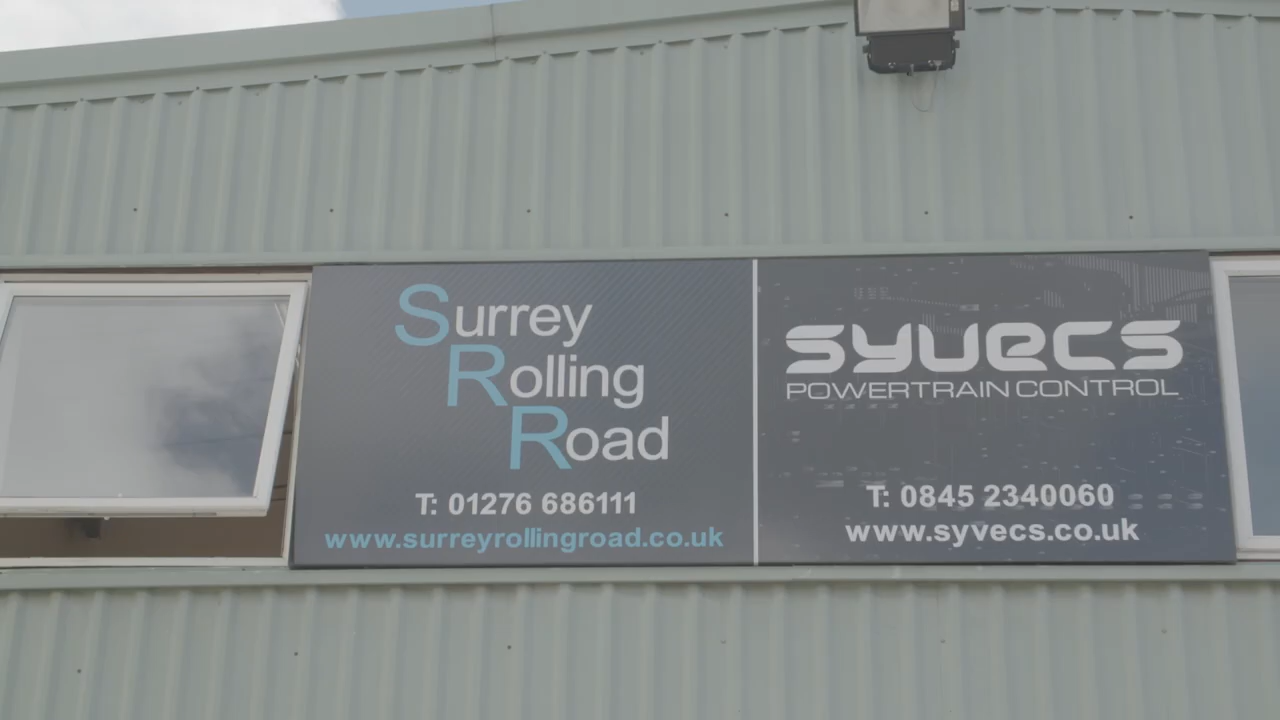 Surrey
Rolling
Road
T: 01276 686111
www.surreyrollingroad.co.uk
SYVECS
POWERTRAIN CONTROL
T: 0845 2340060
www.syvecs.co.uk